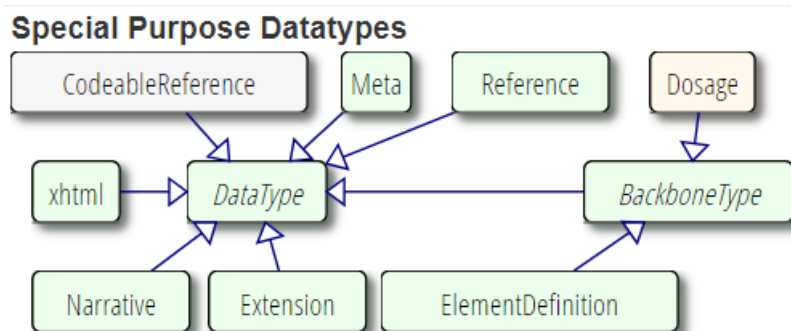 Special Purpose Datatypes
CodeableReference
Meta
Reference
Dosage
xhtml
DataType
BackboneType
Narrative
Extension
ElementDefinition